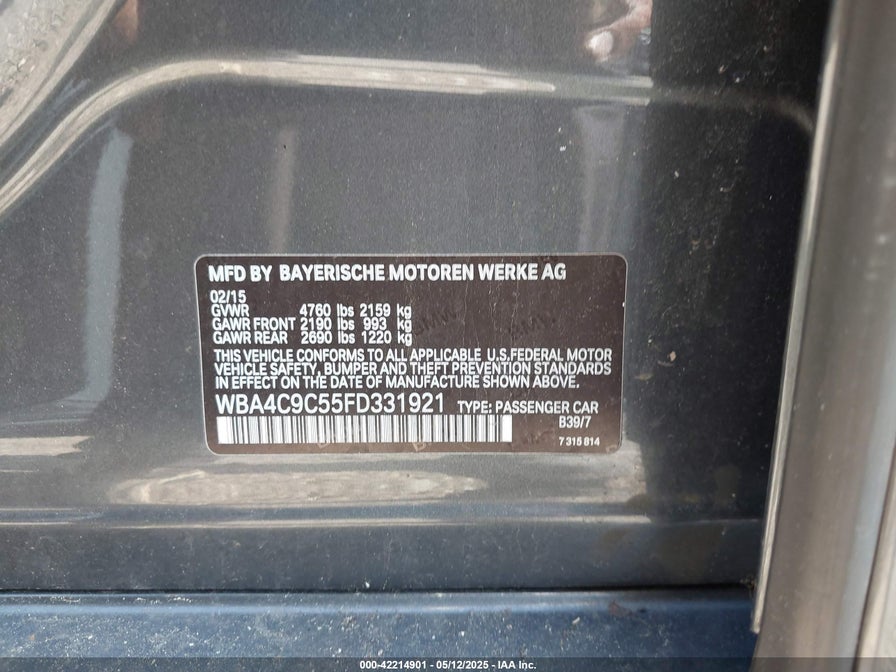 MFD BY BAYERISCHE MOTOREN WERKE AG
02/15
GVWR 4760 lbs 2159 kg
GAWR FRONT 2190 lbs 993 kg
GAWR REAR 2690 lbs 1220 kg
THIS VEHICLE CONFORMS TO ALL APPLICABLE U.S.FEDERAL MOTOR
VEHICLE SAFETY, BUMPER AND THEFT PREVENTION STANDARDS
IN EFFECT ON THE DATE OF MANUFACTURE SHOWN ABOVE.
WBA4C9C55FD331921 TYPE: PASSENGER CAR
B39/7
7 315 814
000-42214901 - 05/12/2025 - IAA Inc.